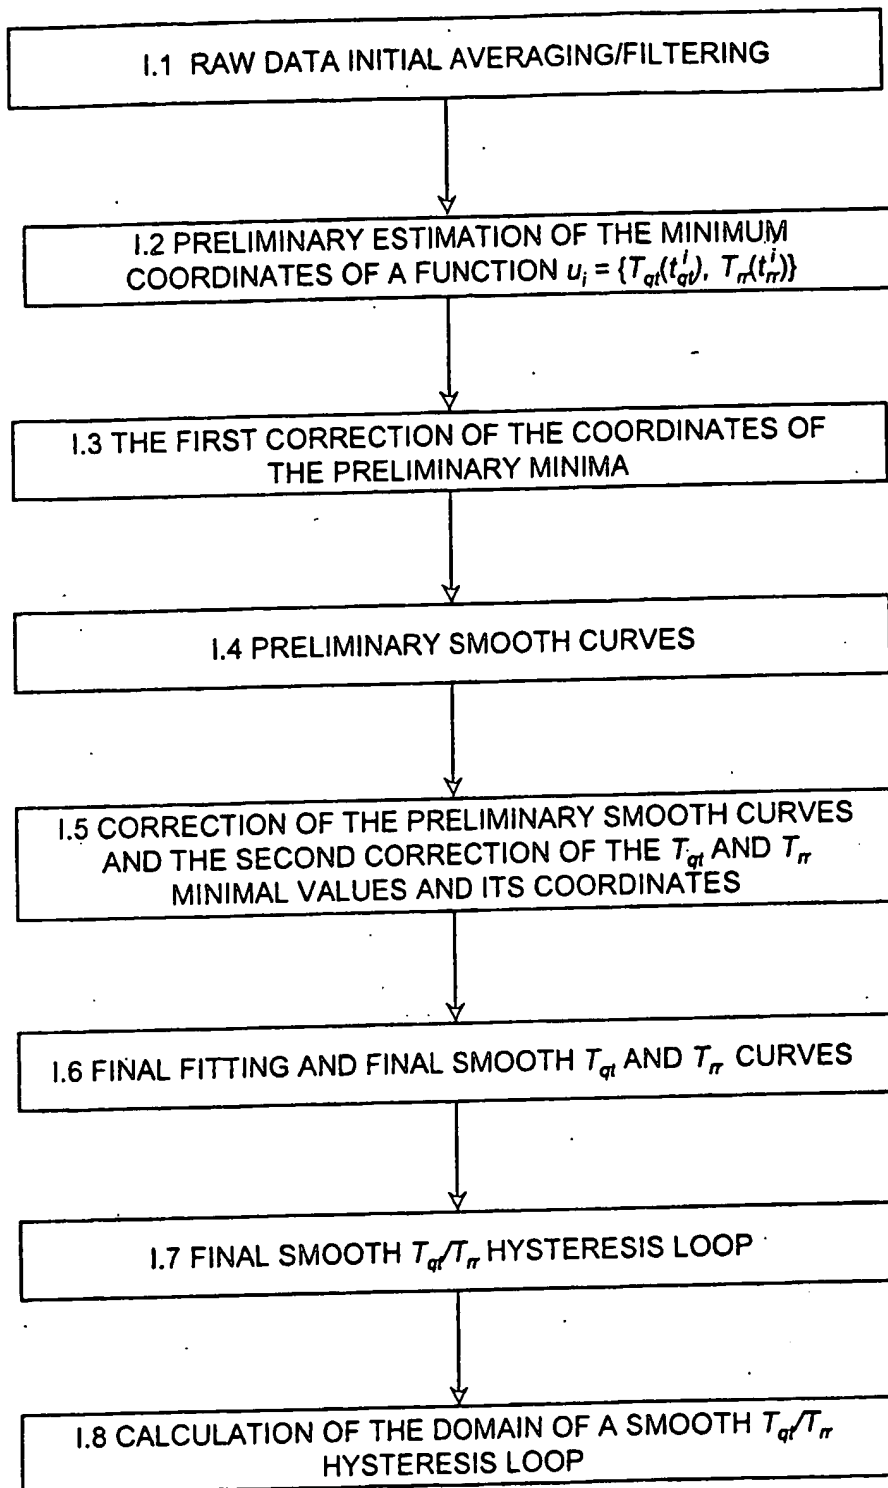 I.1 RAW DATA INITIAL AVERAGING/FILTERING
I.2 PRELIMINARY ESTIMATION OF THE MINIMUM
COORDINATES OF A FUNCTION u_i = {T_qt(t^i_qt), T_rr(t^i_rr)}
I.3 THE FIRST CORRECTION OF THE COORDINATES OF
THE PRELIMINARY MINIMA
I.4 PRELIMINARY SMOOTH CURVES
I.5 CORRECTION OF THE PRELIMINARY SMOOTH CURVES
AND THE SECOND CORRECTION OF THE T_qt AND T_rr
MINIMAL VALUES AND ITS COORDINATES
I.6 FINAL FITTING AND FINAL SMOOTH T_qt AND T_rr CURVES
I.7 FINAL SMOOTH T_qt/T_rr HYSTERESIS LOOP
I.8 CALCULATION OF THE DOMAIN OF A SMOOTH T_qt/T_rr
HYSTERESIS LOOP